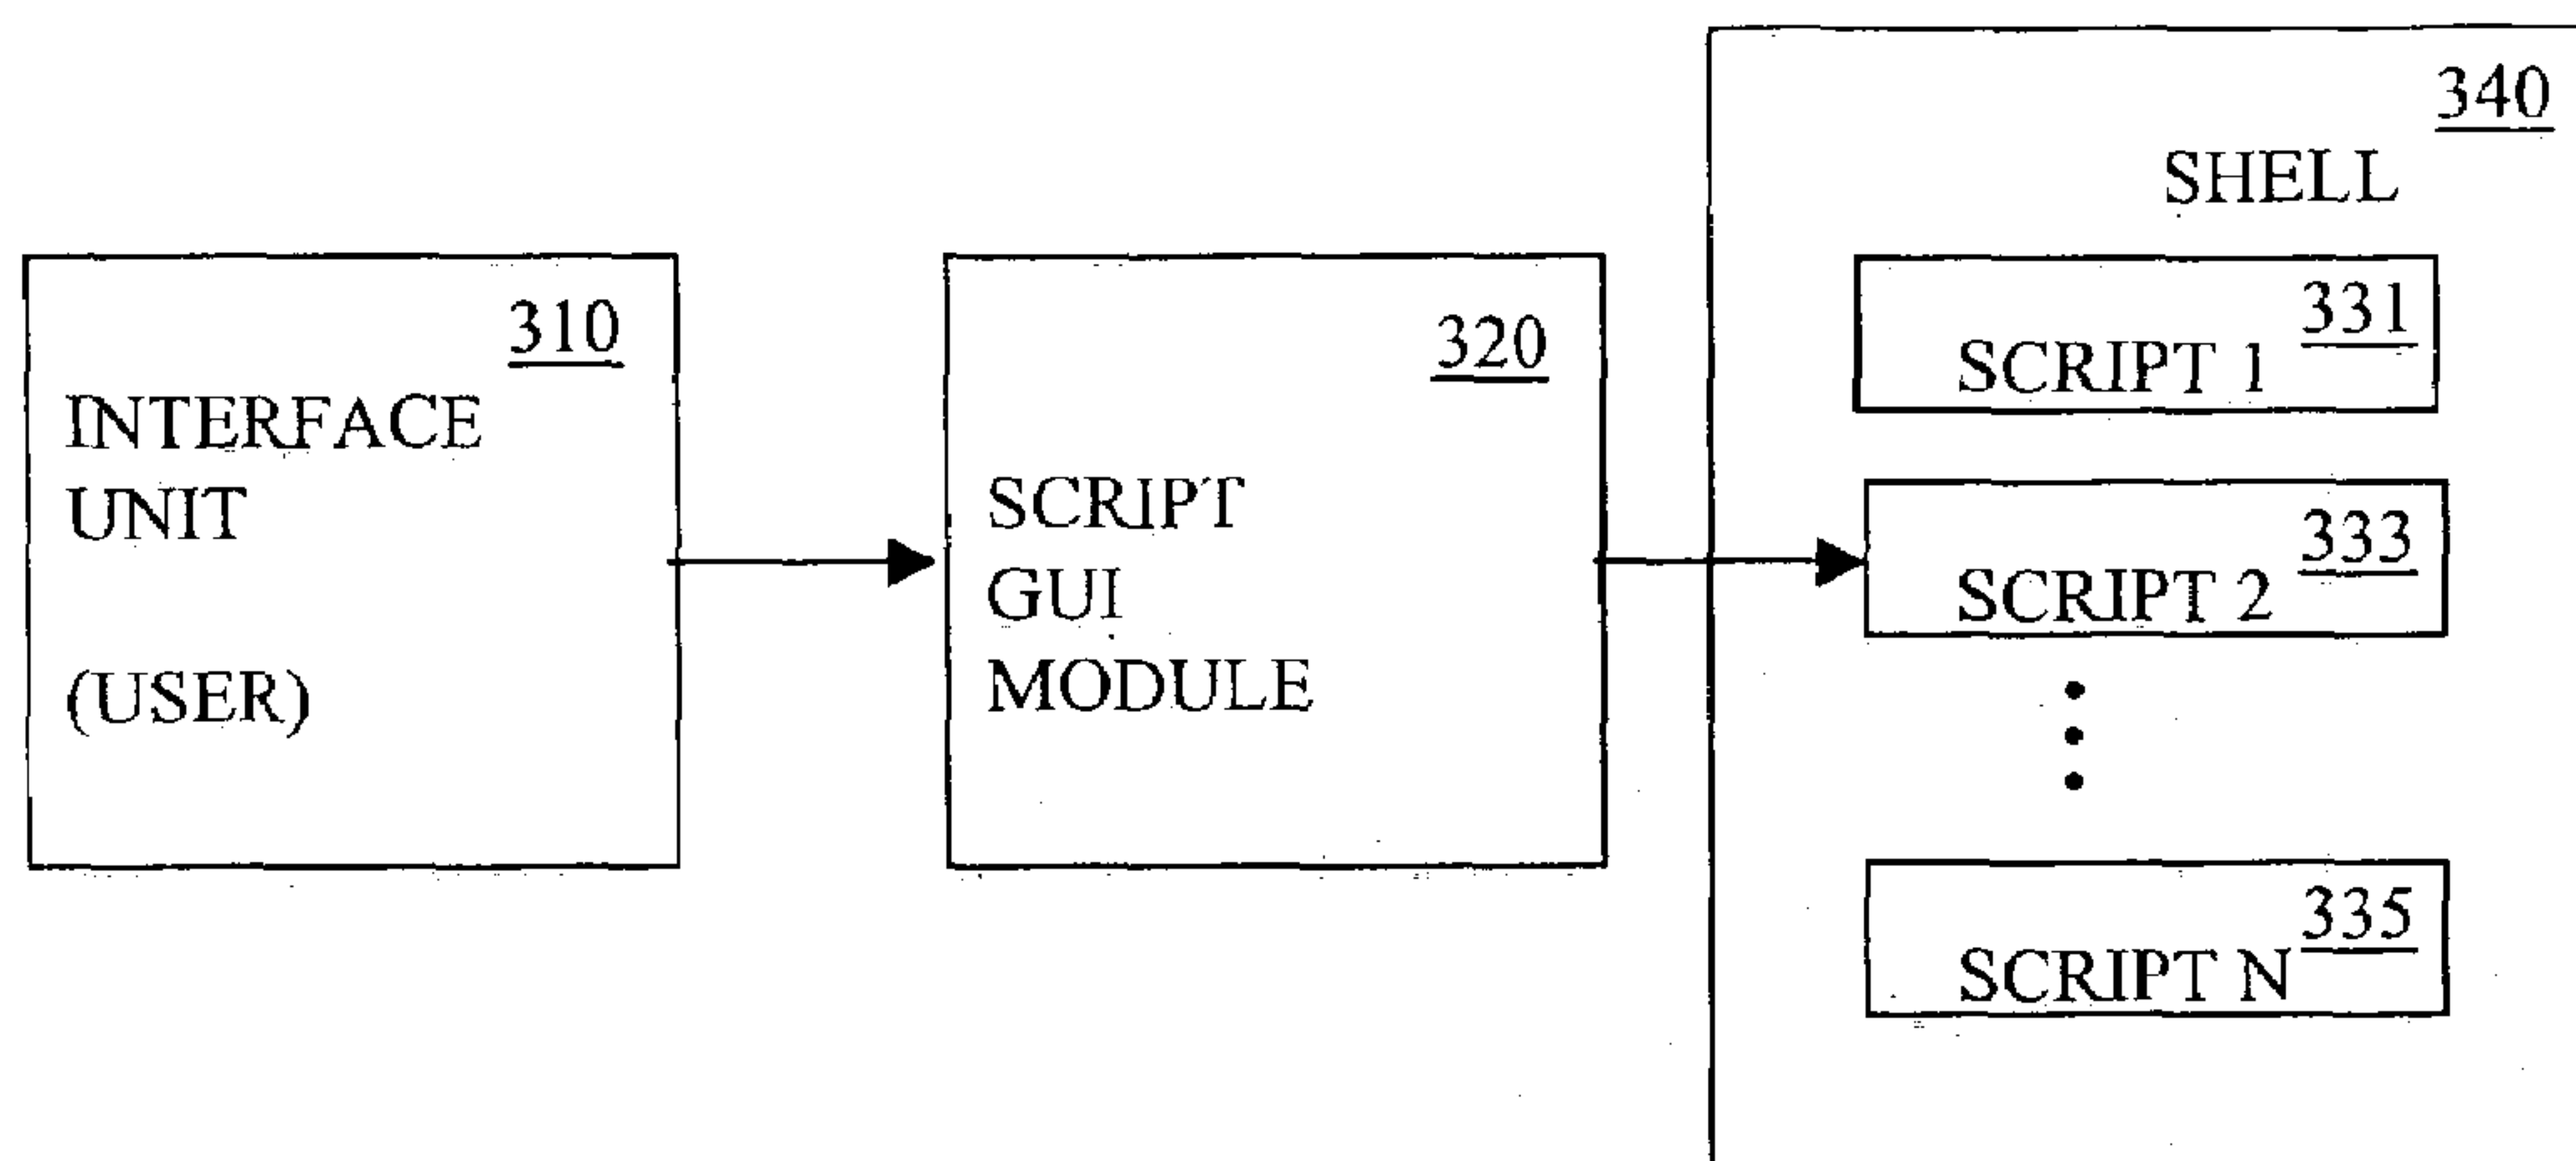 310
INTERFACE
UNIT
(USER)
320
SCRIPT
GUI
MODULE
340
SHELL
331
SCRIPT 1
333
SCRIPT 2
335
SCRIPT N